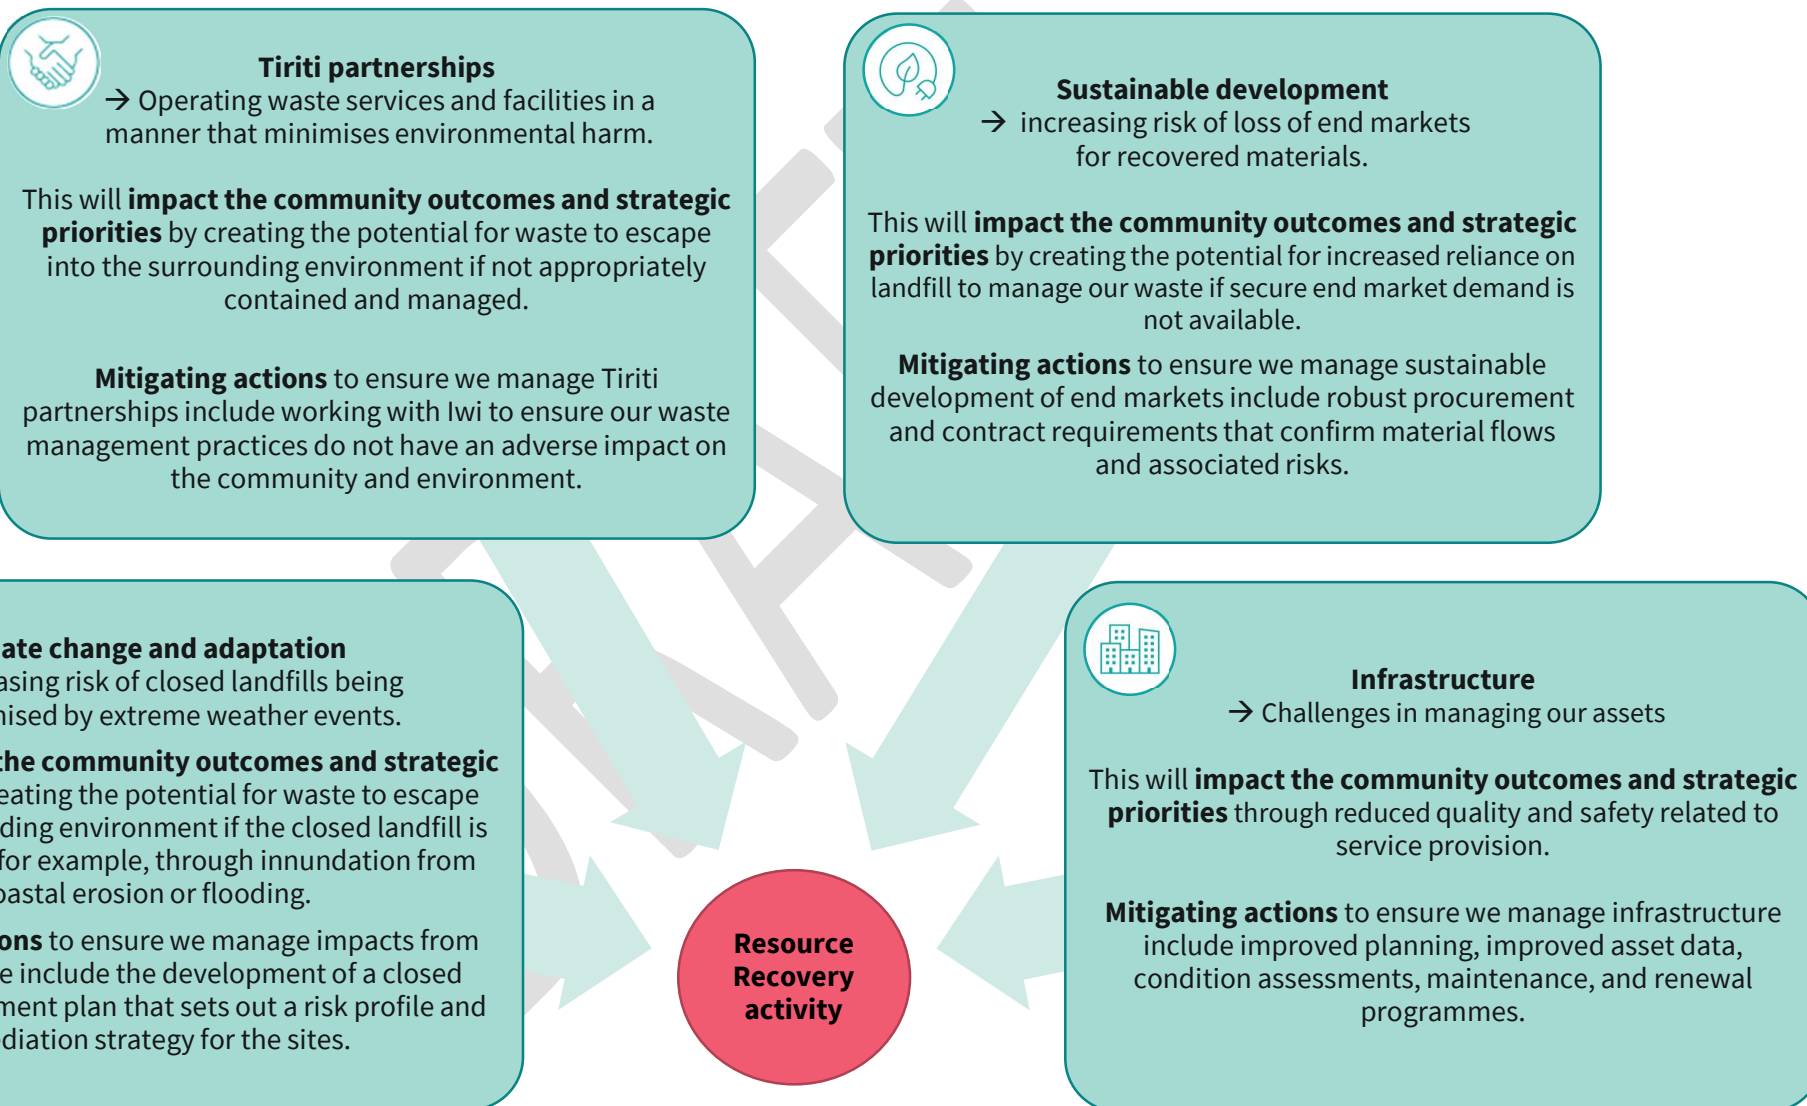 Tiriti partnerships
→ Operating waste services and facilities in a
manner that minimises environmental harm.
This will impact the community outcomes and strategic
priorities by creating the potential for waste to escape
into the surrounding environment if not appropriately
contained and managed.
Mitigating actions to ensure we manage Tiriti
partnerships include working with Iwi to ensure our waste
management practices do not have an adverse impact on
the community and environment.
Sustainable development
→ increasing risk of loss of end markets
for recovered materials.
This will impact the community outcomes and strategic
priorities by creating the potential for increased reliance on
landfill to manage our waste if secure end market demand is
not available.
Mitigating actions to ensure we manage sustainable
development of end markets include robust procurement
and contract requirements that confirm material flows
and associated risks.
ate change and adaptation
asing risk of closed landfills being
nised by extreme weather events.
the community outcomes and strategic
eating the potential for waste to escape
ding environment if the closed landfill is
for example, through innundation from
oastal erosion or flooding.
ons to ensure we manage impacts from
e include the development of a closed
ment plan that sets out a risk profile and
ediation strategy for the sites.
Infrastructure
→ Challenges in managing our assets
This will impact the community outcomes and strategic
priorities through reduced quality and safety related to
service provision.
Mitigating actions to ensure we manage infrastructure
include improved planning, improved asset data,
condition assessments, maintenance, and renewal
programmes.
Resource
Recovery
activity